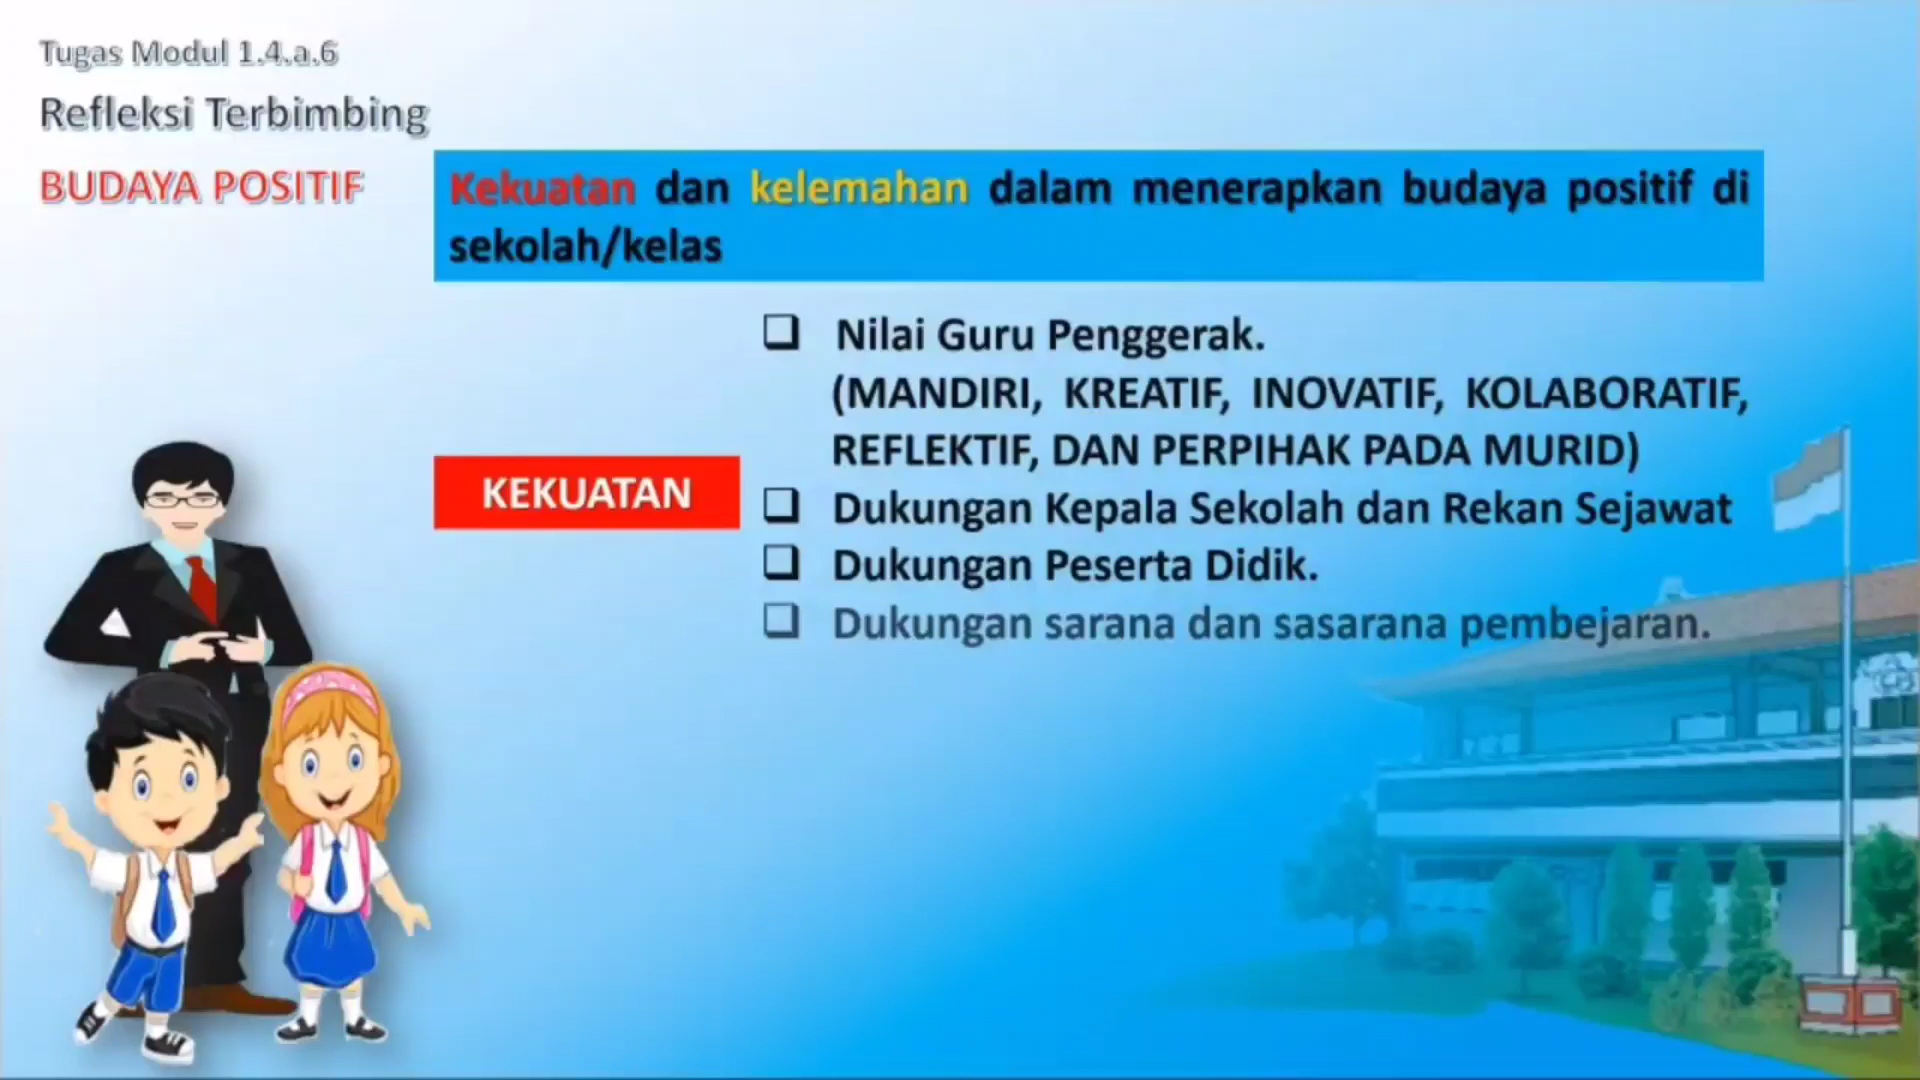 Tugas Modul 1.4.a.6
Refleksi Terbimbing
BUDAYA POSITIF
Kekuatan dan kelemahan dalam menerapkan budaya positif di
sekolah/kelas
KEKUATAN
❑ Nilai Guru Penggerak.
(MANDIRI, KREATIF, INOVATIF, KOLABORATIF,
REFLEKTIF, DAN PERPIHAK PADA MURID)
❑ Dukungan Kepala Sekolah dan Rekan Sejawat
❑ Dukungan Peserta Didik.
❑ Dukungan sarana dan sasarana pembejaran.